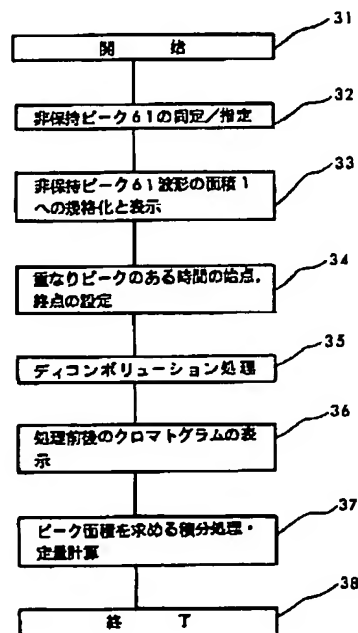 31
開 始
32
非保持ピーク61の同定/指定
33
非保持ピーク61波形の面積1
への規格化と表示
34
重なりピークのある時間の始点,
終点の設定
35
ディコンボリューション処理
36
処理前後のクロマトグラムの表
示
37
ピーク面積を求める積分処理・
定量計算
38
終 了